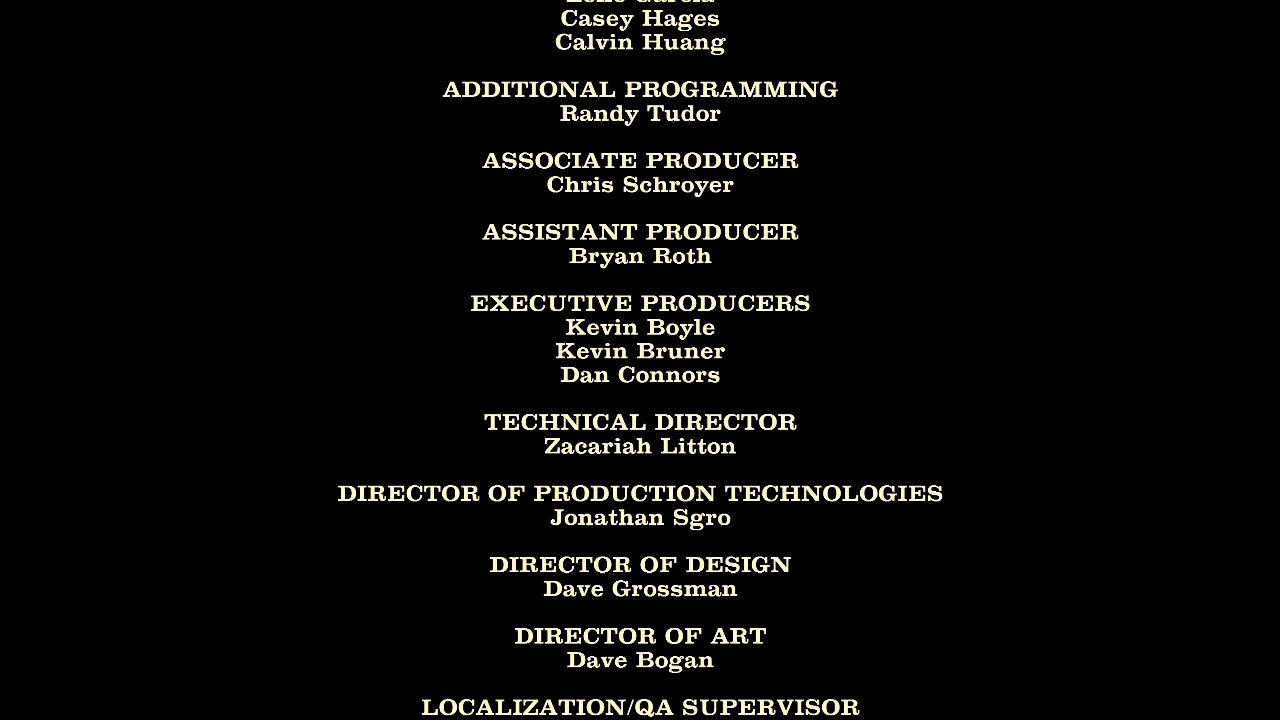 Casey Hages
Calvin Huang
ADDITIONAL PROGRAMMING
Randy Tudor
ASSOCIATE PRODUCER
Chris Schroyer
ASSISTANT PRODUCER
Bryan Roth
EXECUTIVE PRODUCERS
Kevin Boyle
Kevin Bruner
Dan Connors
TECHNICAL DIRECTOR
Zacariah Litton
DIRECTOR OF PRODUCTION TECHNOLOGIES
Jonathan Sgro
DIRECTOR OF DESIGN
Dave Grossman
DIRECTOR OF ART
Dave Bogan
LOCALIZATION/QA SUPERVISOR